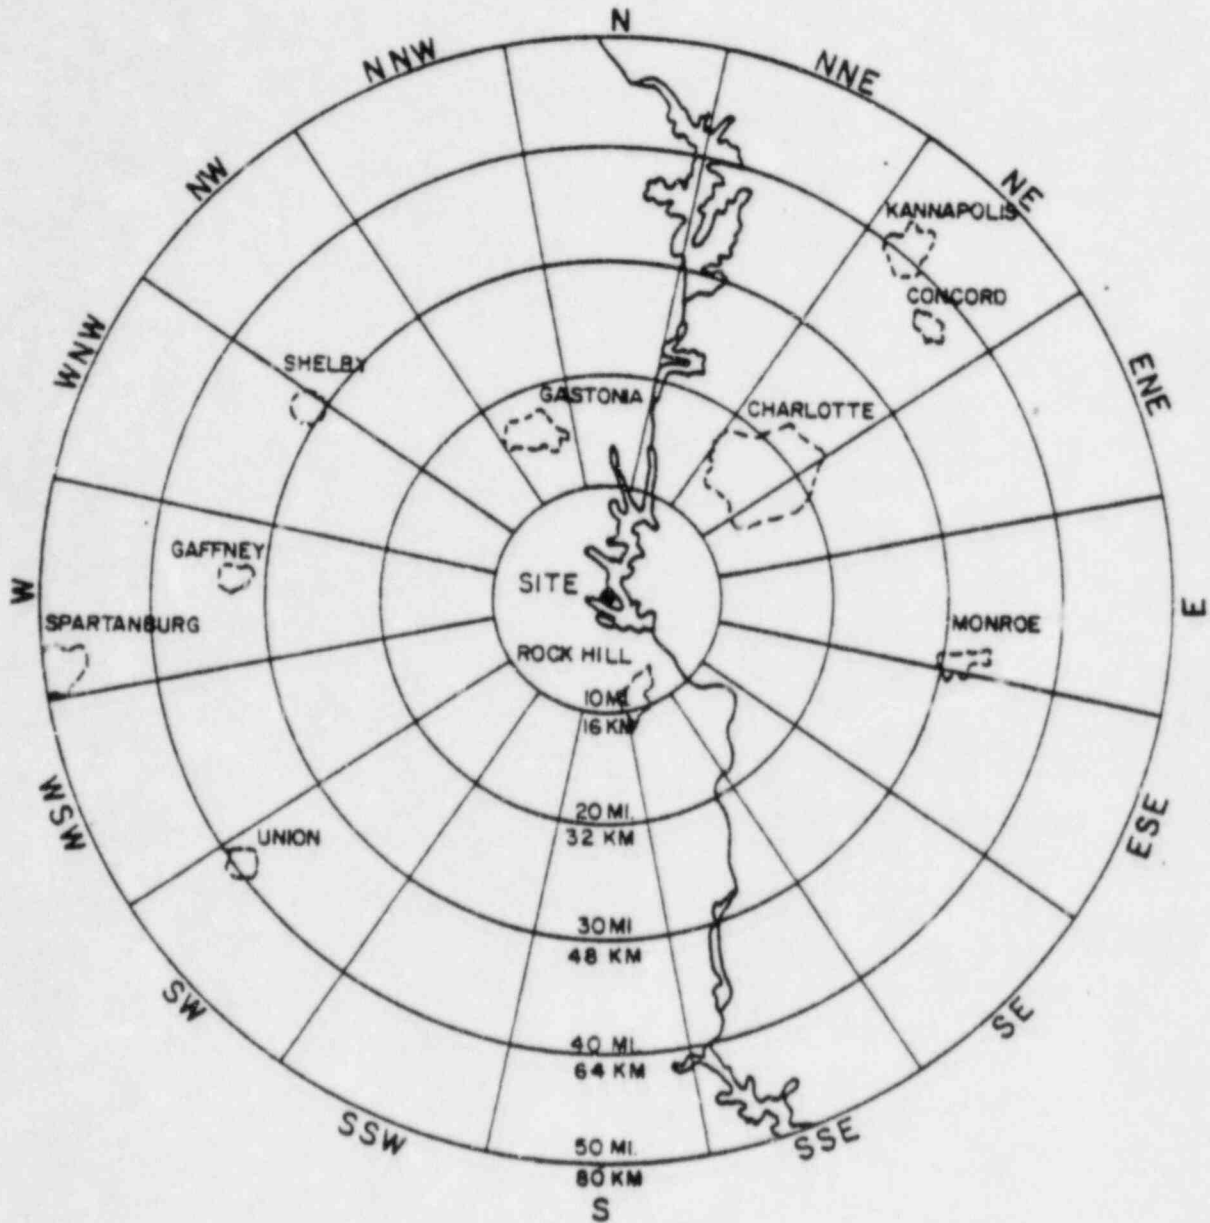 N
NNW
NNE
NW
NE
KANNAPOLIS
CONCORD
WNW
ENE
SHELBY
GASTONIA
CHARLOTTE
GAFFNEY
SITE
W
E
SPARTANBURG
MONROE
ROCK HILL
10 MI.
16 KM
WSW
ESE
20 MI.
32 KM
UNION
30 MI
48 KM
SW
SE
40 MI.
64 KM
SSW
SSE
50 MI.
80 KM
S